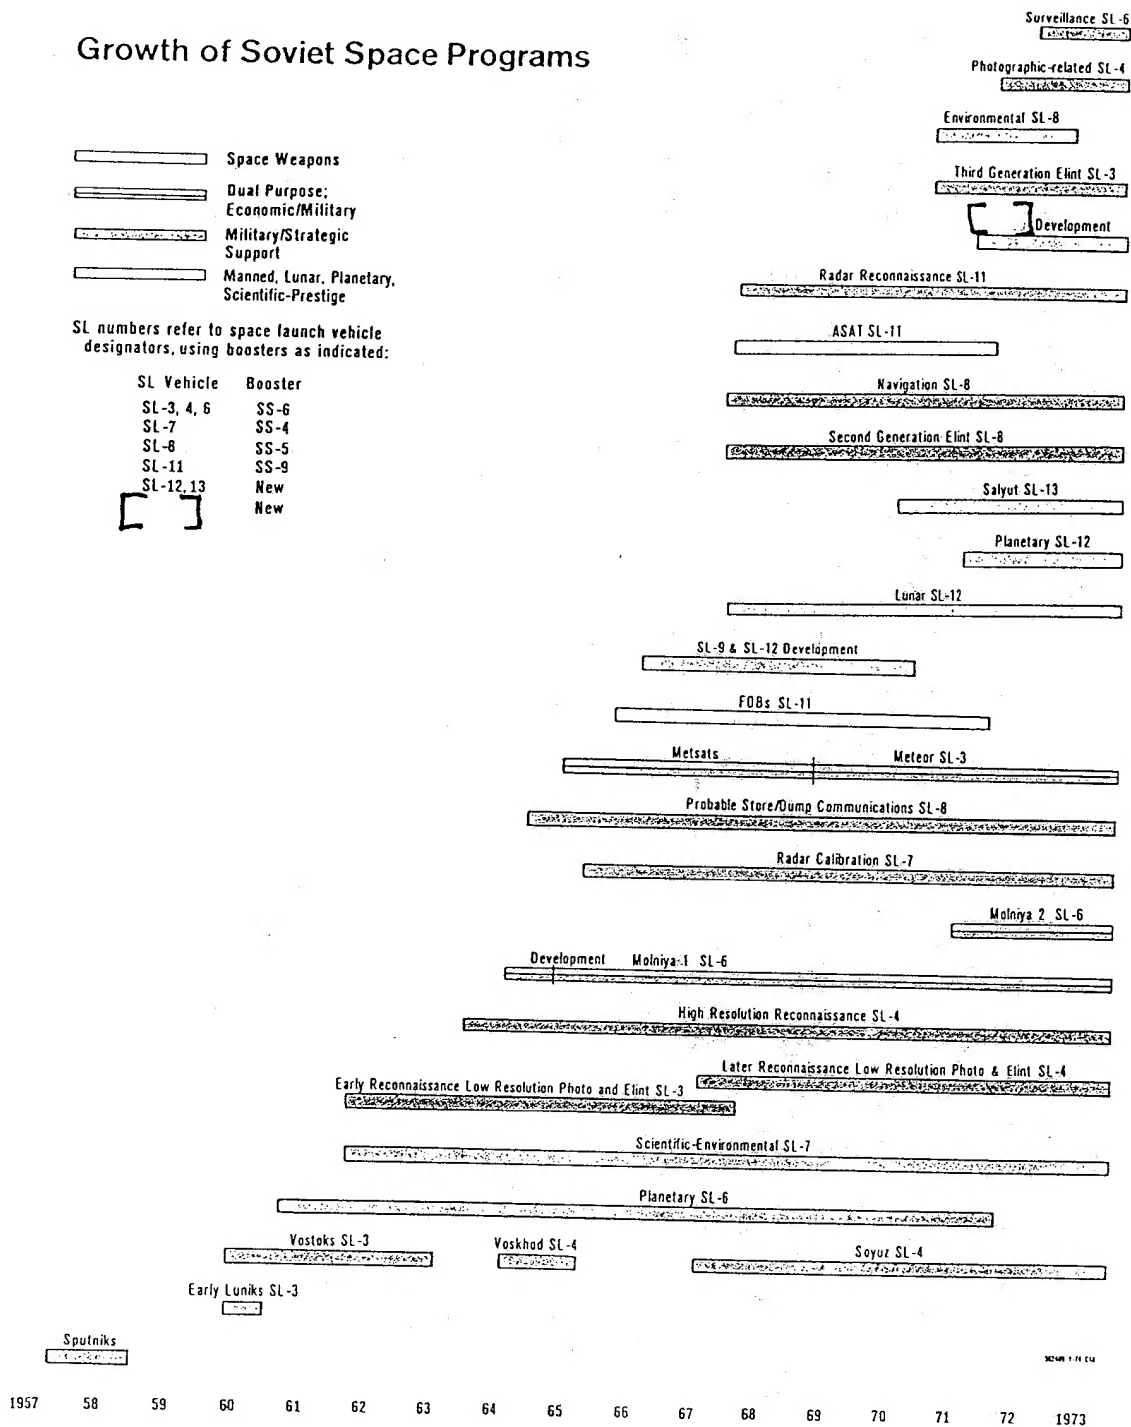 Growth of Soviet Space Programs
Space Weapons
Dual Purpose;
Economic/Military
Military/Strategic
Support
Manned, Lunar, Planetary,
Scientific-Prestige
SL numbers refer to space launch vehicle
designators, using boosters as indicated:
SL Vehicle Booster
SL-3, 4, 6 SS-6
SL-7 SS-4
SL-8 SS-5
SL-11 SS-9
SL-12, 13 New
[ ] New
Surveillance SL-6
Photographic-related SL-4
Environmental SL-8
Third Generation Elint SL-3
[ ] Development
Radar Reconnaissance SL-11
ASAT SL-11
Navigation SL-8
Second Generation Elint SL-8
Salyut SL-13
Planetary SL-12
Lunar SL-12
SL-9 & SL-12 Development
FOBs SL-11
Metsats Meteor SL-3
Probable Store/Dump Communications SL-8
Radar Calibration SL-7
Molniya 2 SL-6
Development Molniya-1 SL-6
High Resolution Reconnaissance SL-4
Later Reconnaissance Low Resolution Photo & Elint SL-4
Early Reconnaissance Low Resolution Photo and Elint SL-3
Scientific-Environmental SL-7
Planetary SL-6
Vostoks SL-3 Voskhod SL-4 Soyuz SL-4
Early Luniks SL-3
Sputniks
1957 58 59 60 61 62 63 64 65 66 67 68 69 70 71 72 1973